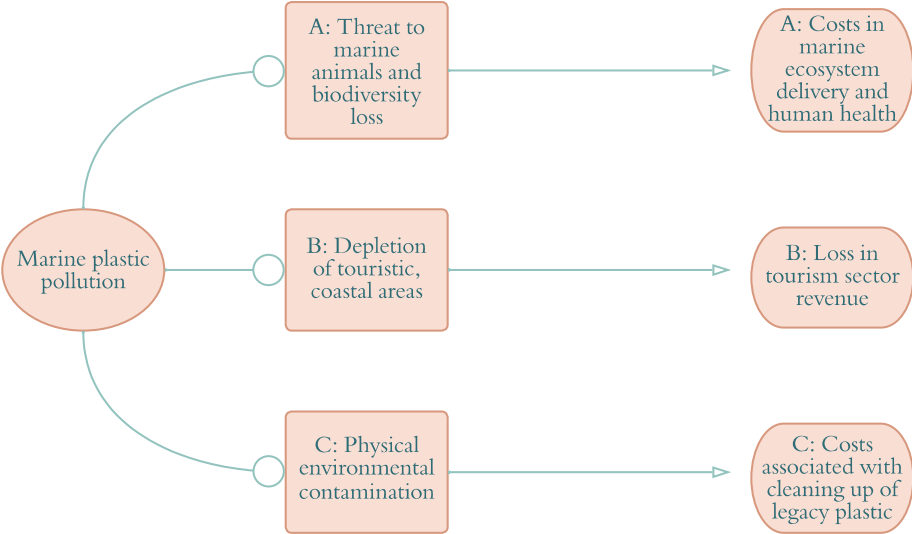 A: Threat to
marine
animals and
biodiversity
loss
A: Costs in
marine
ecosystem
delivery and
human health
Marine plastic
pollution
B: Depletion
of touristic,
coastal areas
B: Loss in
tourism sector
revenue
C: Physical
environmental
contamination
C: Costs
associated with
cleaning up of
legacy plastic